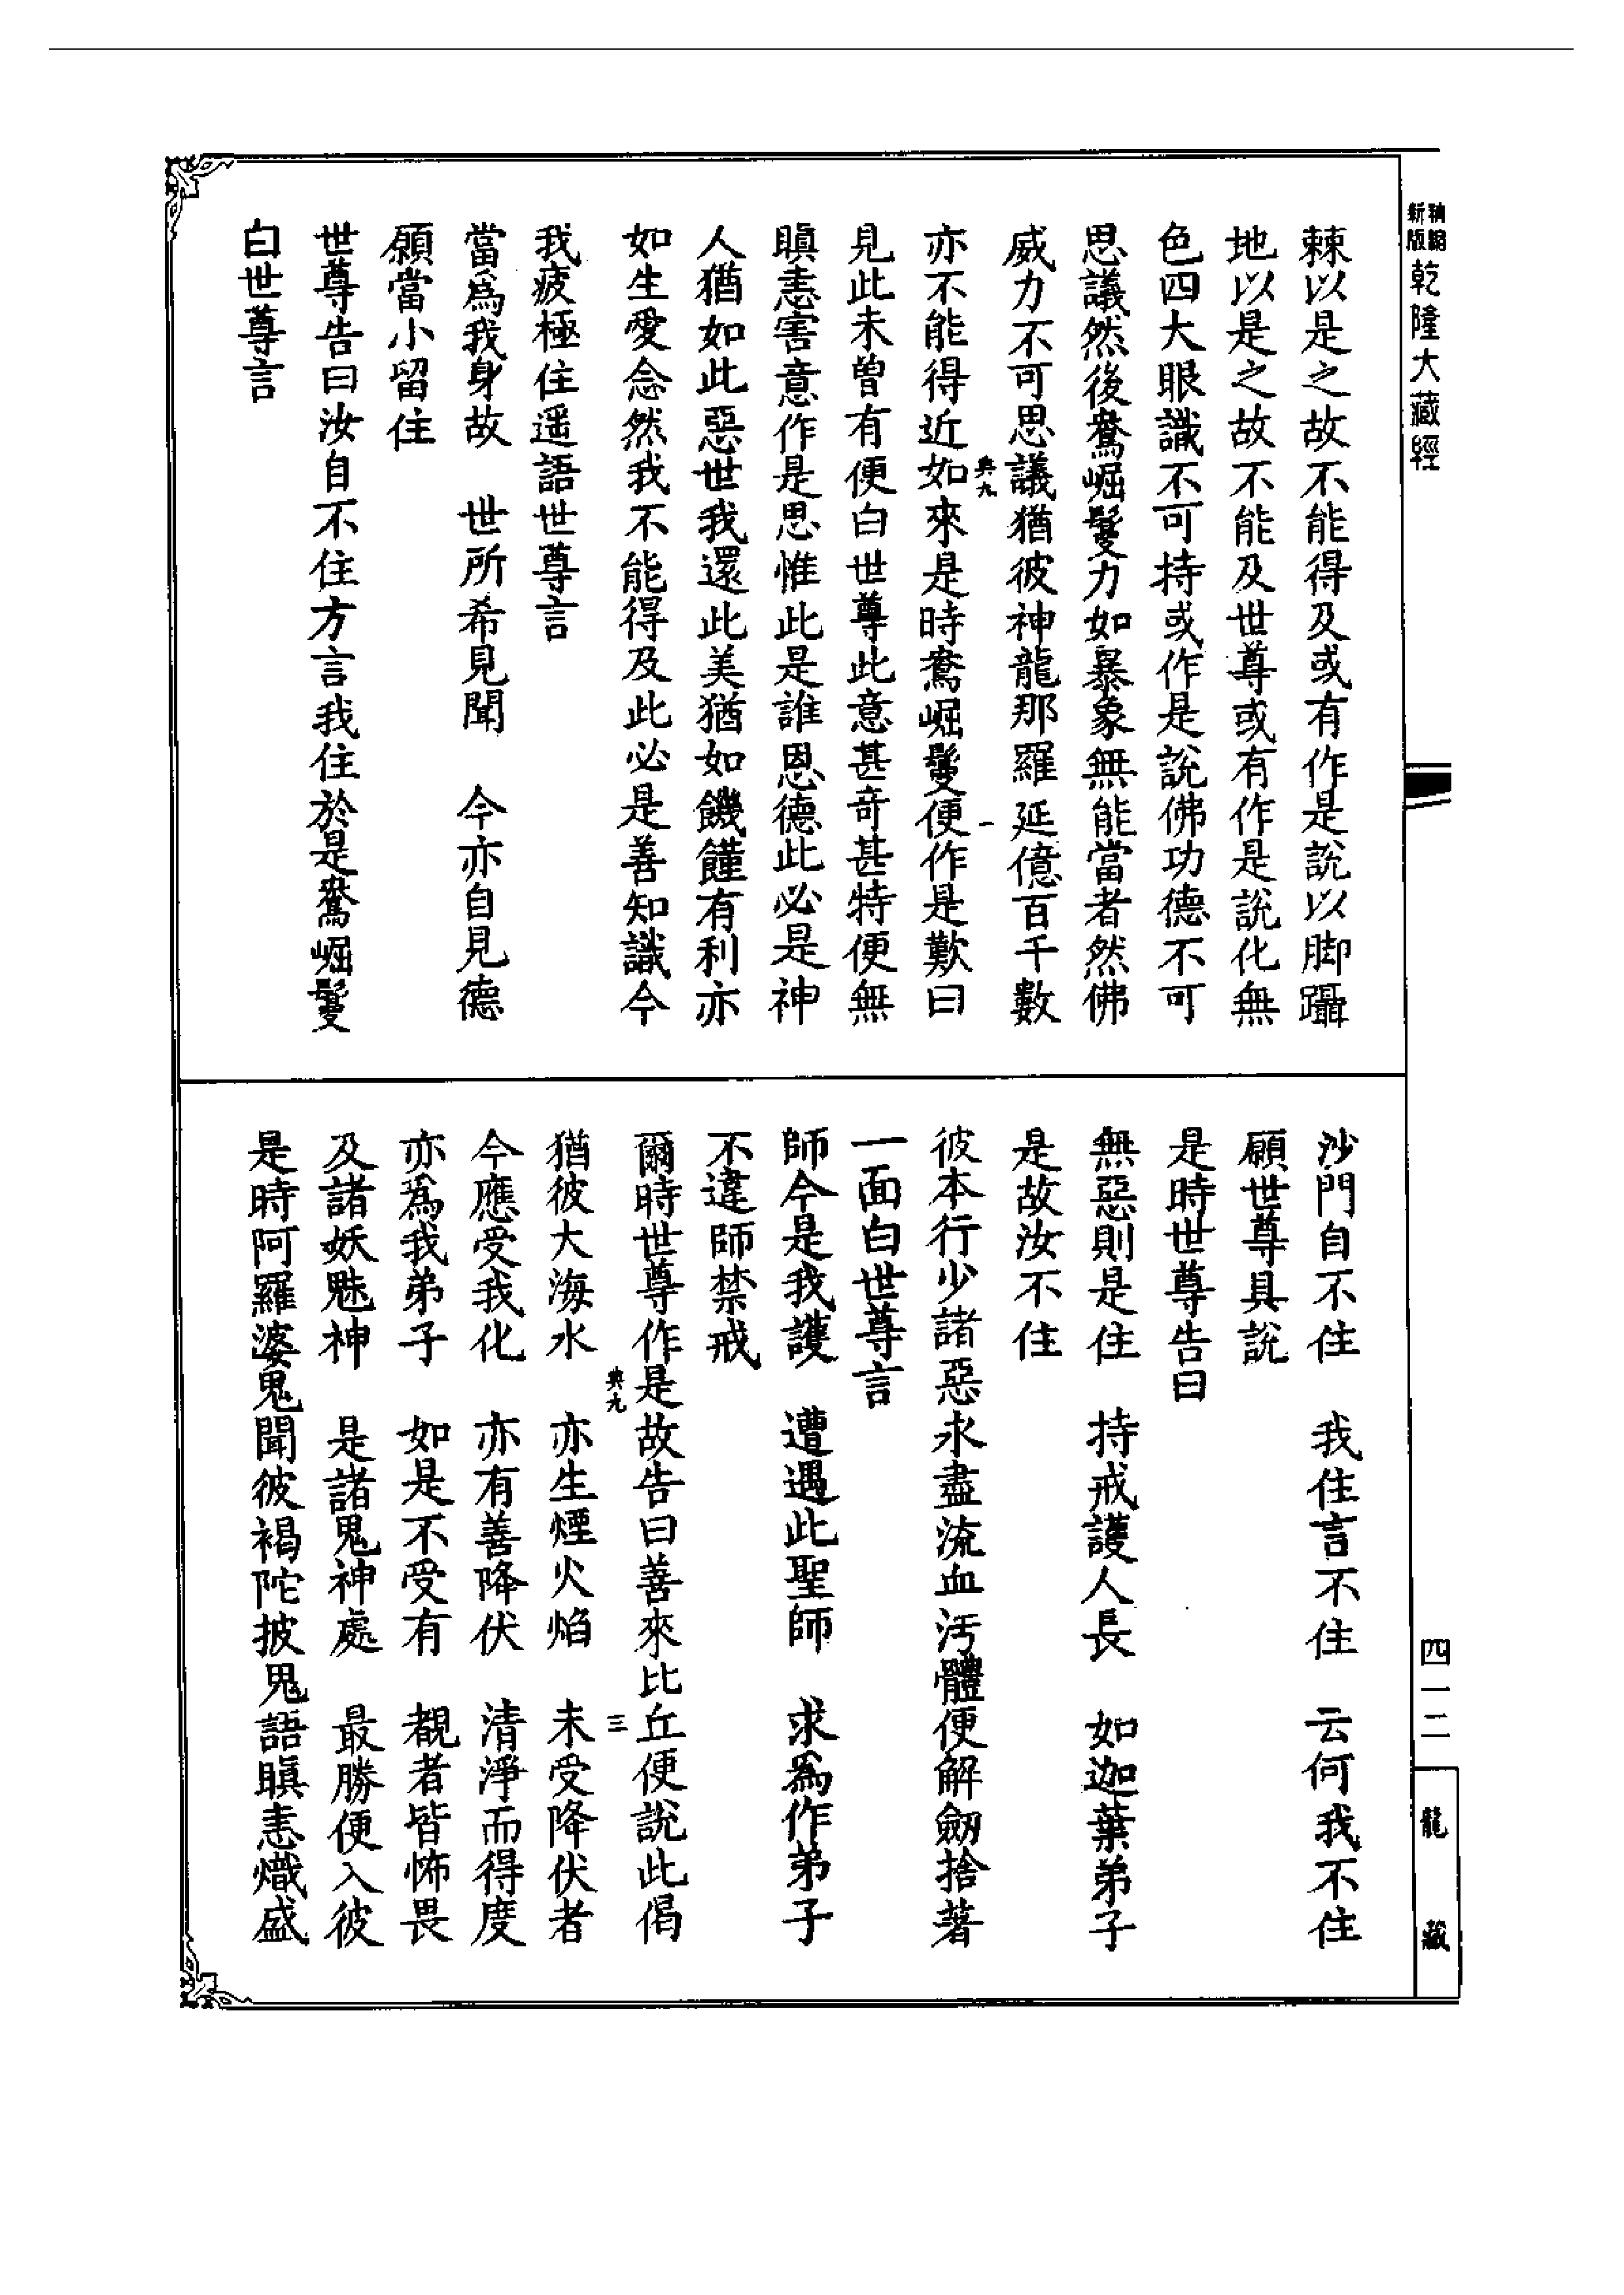 新版
乾隆大藏經
棘以是之故不能得及或有作是說以脚躡
地以是之故不能及世尊或有作是說化無
色四大眼識不可持或作是說佛功德不可
思議然後鴦崛鬘力如暴象無能當者然佛
威力不可思議猶彼神龍那羅延億百千數
典九 一
亦不能得近如來是時鴦崛鬘便作是歎曰
見此未曾有便白世尊此意甚奇甚特便無
瞋恚害意作是思惟此是誰恩德此必是神
人猶如此惡世我還此美猶如饑饉有利亦
如生愛念然我不能得及此必是善知識今
我疲極住遥語世尊言
當爲我身故　世所希見聞　今亦自見德
願當小留住
世尊告曰汝自不住方言我住於是鴦崛鬘
白世尊言
沙門自不住　我住言不住　云何我不住
願世尊具說
是時世尊告曰
無惡則是住　持戒護人長　如迦葉弟子
是故汝不住
彼本行少諸惡永盡流血汚體便解劒捨著
一面白世尊言
師今是我護　遭遇此聖師　求爲作弟子
不違師禁戒
爾時世尊作是故告曰善來比丘便說此偈
典九 三
猶彼大海水　亦生煙火焰　未受降伏者
今應受我化　亦有善降伏　清淨而得度
亦爲我弟子　如是不受有　覩者皆怖畏
及諸妖魅神　是諸鬼神處　最勝便入彼
是時阿羅婆鬼聞彼褐陀披鬼語瞋恚熾盛
四一二
龍藏